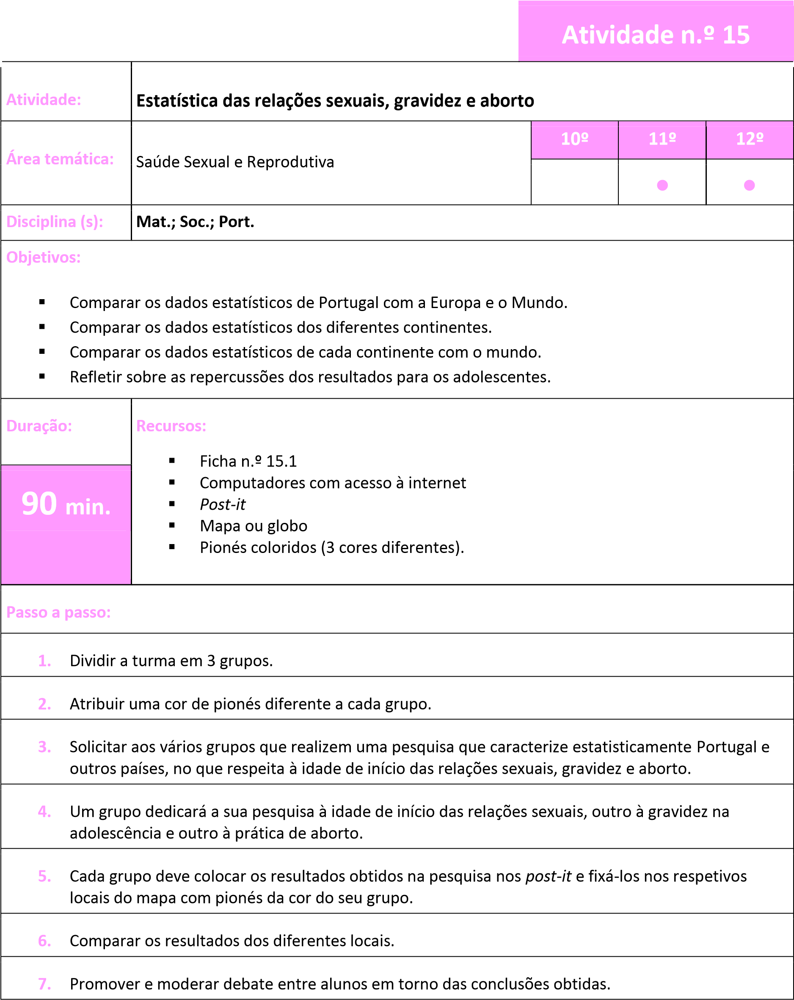 Atividade n.º 15
Atividade:
Estatística das relações sexuais, gravidez e aborto
Área temática:
Saúde Sexual e Reprodutiva
10º 11º 12º
● ●
Disciplina (s):
Mat.; Soc.; Port.
Objetivos:
▪ Comparar os dados estatísticos de Portugal com a Europa e o Mundo.
▪ Comparar os dados estatísticos dos diferentes continentes.
▪ Comparar os dados estatísticos de cada continente com o mundo.
▪ Refletir sobre as repercussões dos resultados para os adolescentes.
Duração:
90 min.
Recursos:
▪ Ficha n.º 15.1
▪ Computadores com acesso à internet
▪ Post-it
▪ Mapa ou globo
▪ Pionés coloridos (3 cores diferentes).
Passo a passo:
1. Dividir a turma em 3 grupos.
2. Atribuir uma cor de pionés diferente a cada grupo.
3. Solicitar aos vários grupos que realizem uma pesquisa que caracterize estatisticamente Portugal e
outros países, no que respeita à idade de início das relações sexuais, gravidez e aborto.
4. Um grupo dedicará a sua pesquisa à idade de início das relações sexuais, outro à gravidez na
adolescência e outro à prática de aborto.
5. Cada grupo deve colocar os resultados obtidos na pesquisa nos post-it e fixá-los nos respetivos
locais do mapa com pionés da cor do seu grupo.
6. Comparar os resultados dos diferentes locais.
7. Promover e moderar debate entre alunos em torno das conclusões obtidas.